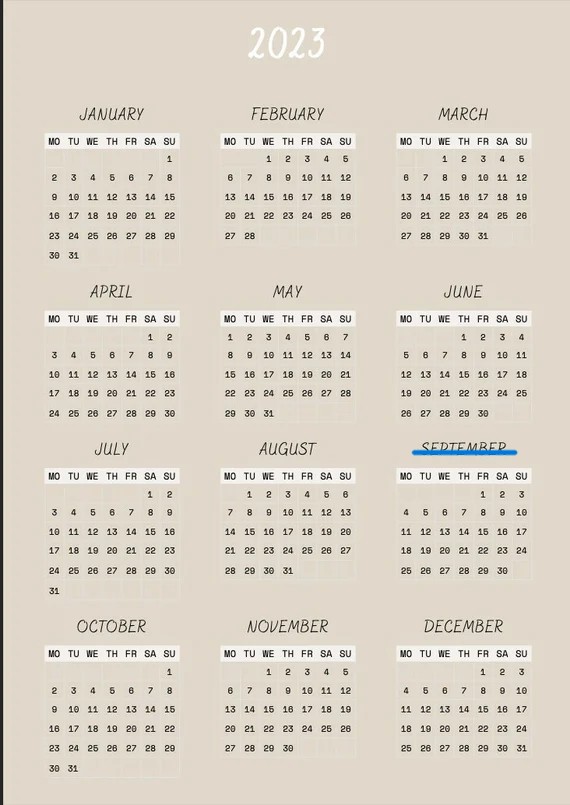 2023
JANUARY
MO TU WE TH FR SA SU
1
2 3 4 5 6 7 8
9 10 11 12 13 14 15
16 17 18 19 20 21 22
23 24 25 26 27 28 29
30 31
FEBRUARY
MO TU WE TH FR SA SU
1 2 3 4 5
6 7 8 9 10 11 12
13 14 15 16 17 18 19
20 21 22 23 24 25 26
27 28
MARCH
MO TU WE TH FR SA SU
1 2 3 4 5
6 7 8 9 10 11 12
13 14 15 16 17 18 19
20 21 22 23 24 25 26
27 28 29 30 31
APRIL
MO TU WE TH FR SA SU
1 2
3 4 5 6 7 8 9
10 11 12 13 14 15 16
17 18 19 20 21 22 23
24 25 26 27 28 29 30
MAY
MO TU WE TH FR SA SU
1 2 3 4 5 6 7
8 9 10 11 12 13 14
15 16 17 18 19 20 21
22 23 24 25 26 27 28
29 30 31
JUNE
MO TU WE TH FR SA SU
1 2 3 4
5 6 7 8 9 10 11
12 13 14 15 16 17 18
19 20 21 22 23 24 25
26 27 28 29 30
JULY
MO TU WE TH FR SA SU
1 2
3 4 5 6 7 8 9
10 11 12 13 14 15 16
17 18 19 20 21 22 23
24 25 26 27 28 29 30
31
AUGUST
MO TU WE TH FR SA SU
1 2 3 4 5 6
7 8 9 10 11 12 13
14 15 16 17 18 19 20
21 22 23 24 25 26 27
28 29 30 31
SEPTEMBER
MO TU WE TH FR SA SU
1 2 3
4 5 6 7 8 9 10
11 12 13 14 15 16 17
18 19 20 21 22 23 24
25 26 27 28 29 30
OCTOBER
MO TU WE TH FR SA SU
1
2 3 4 5 6 7 8
9 10 11 12 13 14 15
16 17 18 19 20 21 22
23 24 25 26 27 28 29
30 31
NOVEMBER
MO TU WE TH FR SA SU
1 2 3 4 5
6 7 8 9 10 11 12
13 14 15 16 17 18 19
20 21 22 23 24 25 26
27 28 29 30
DECEMBER
MO TU WE TH FR SA SU
1 2 3
4 5 6 7 8 9 10
11 12 13 14 15 16 17
18 19 20 21 22 23 24
25 26 27 28 29 30 31